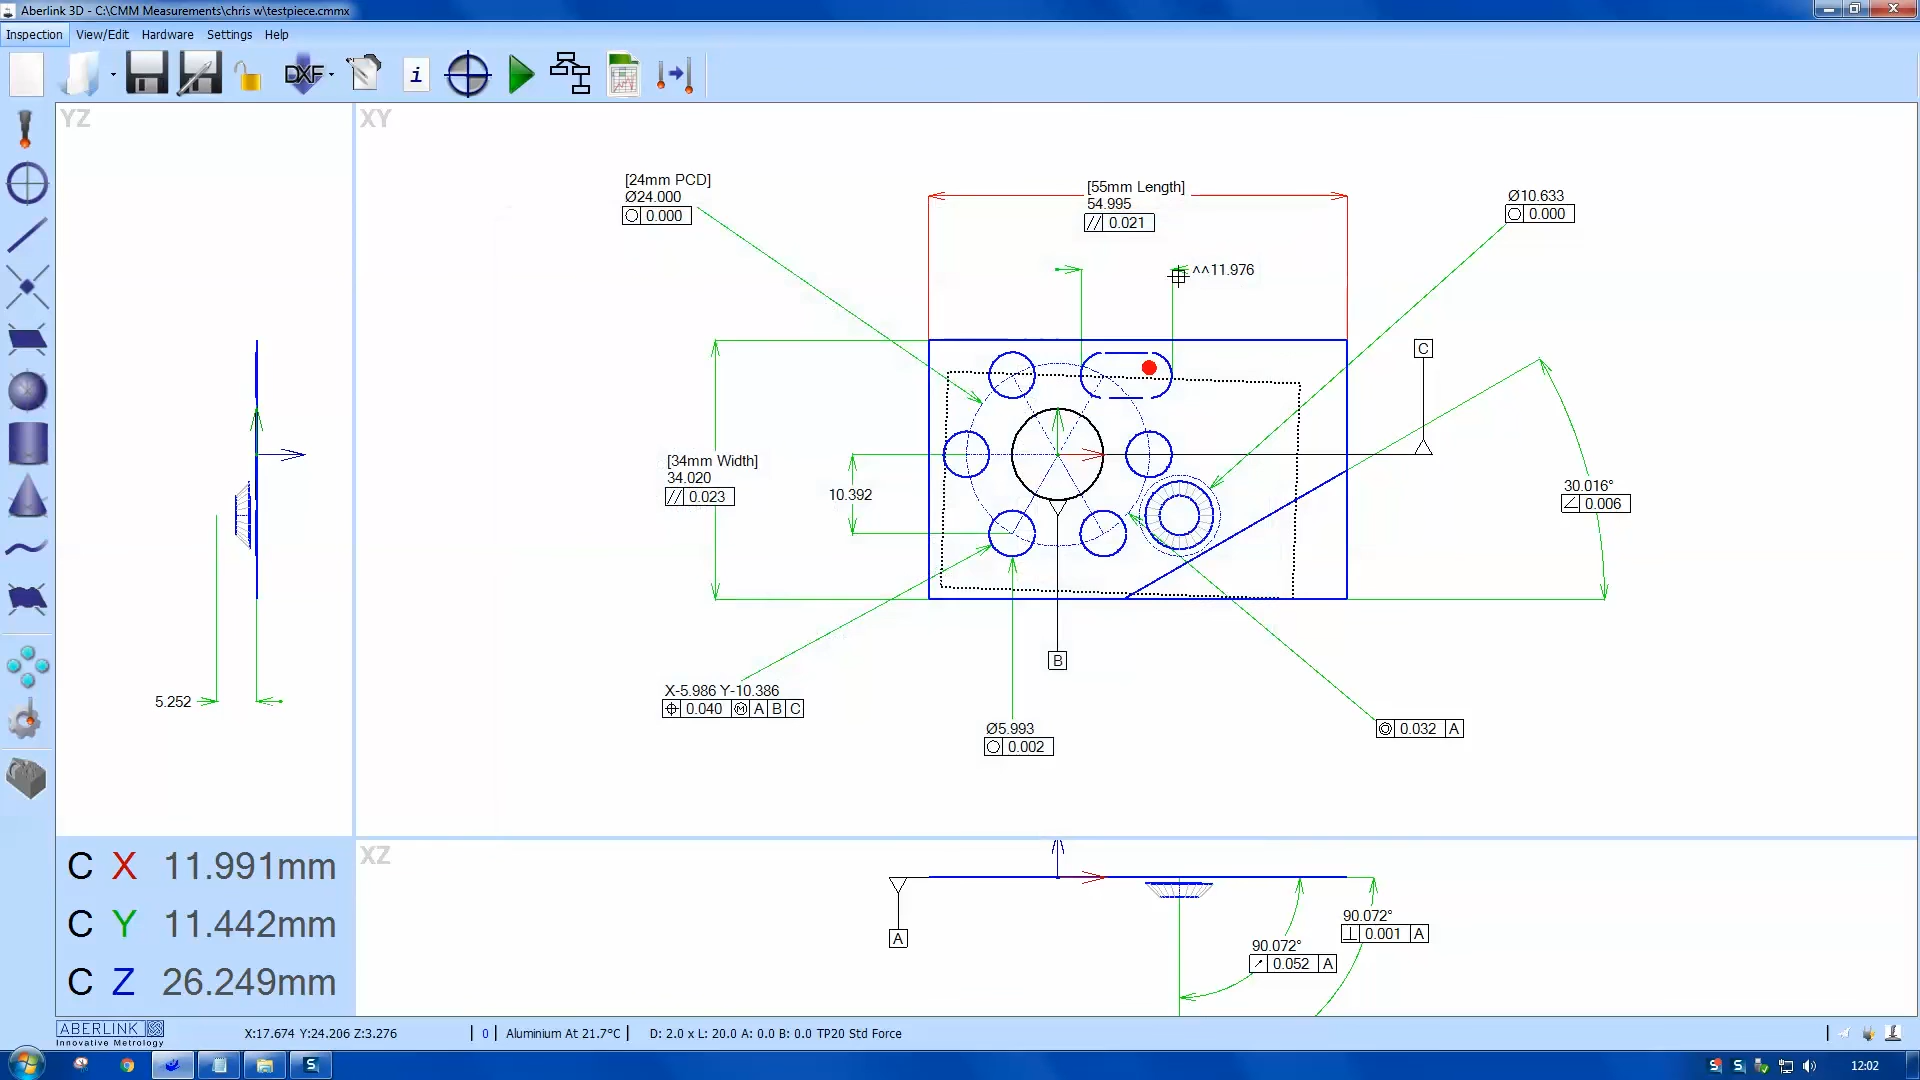 Aberlink 3D - C:\CMM Measurements\chris w\testpiece.cmmx
Inspection View/Edit Hardware Settings Help
DXF
i
YZ
XY
[24mm PCD]
Ø24.000
0.000
[55mm Length]
54.995
// 0.021
Ø10.633
0.000
^^11.976
C
[34mm Width]
34.020
// 0.023
10.392
30.016°
0.006
B
X-5.986 Y-10.386
0.040 Ⓜ A B C
Ø5.993
0.002
0.032 A
5.252
C X 11.991mm
C Y 11.442mm
C Z 26.249mm
XZ
A
90.072°
0.001 A
90.072°
0.052 A
ABERLINK
Innovative Metrology
X:17.674 Y:24.206 Z:3.276
0 Aluminium At 21.7°C
D: 2.0 x L: 20.0 A: 0.0 B: 0.0 TP20 Std Force
12:02